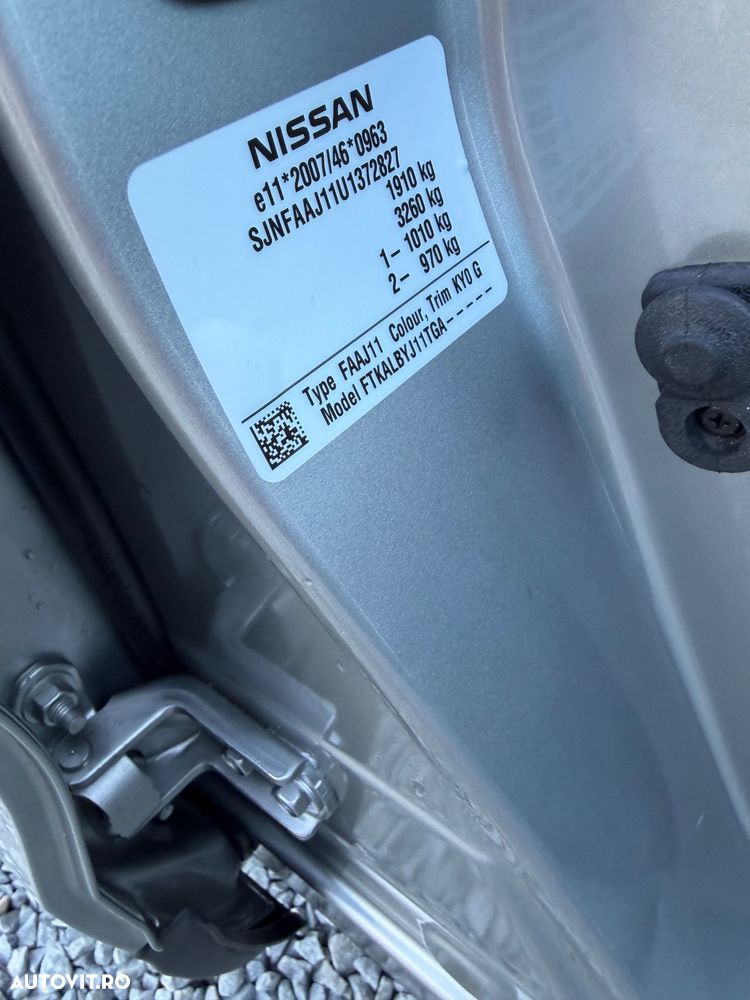 NISSAN
e11*2007/46*0963
SJNFAAJ11U1372827
1910 kg
3260 kg
1– 1010 kg
2– 970 kg
Type FAAJ11 Colour, Trim KY0 G
Model FTKALBYJ11TGA-----
AUTOVIT.RO